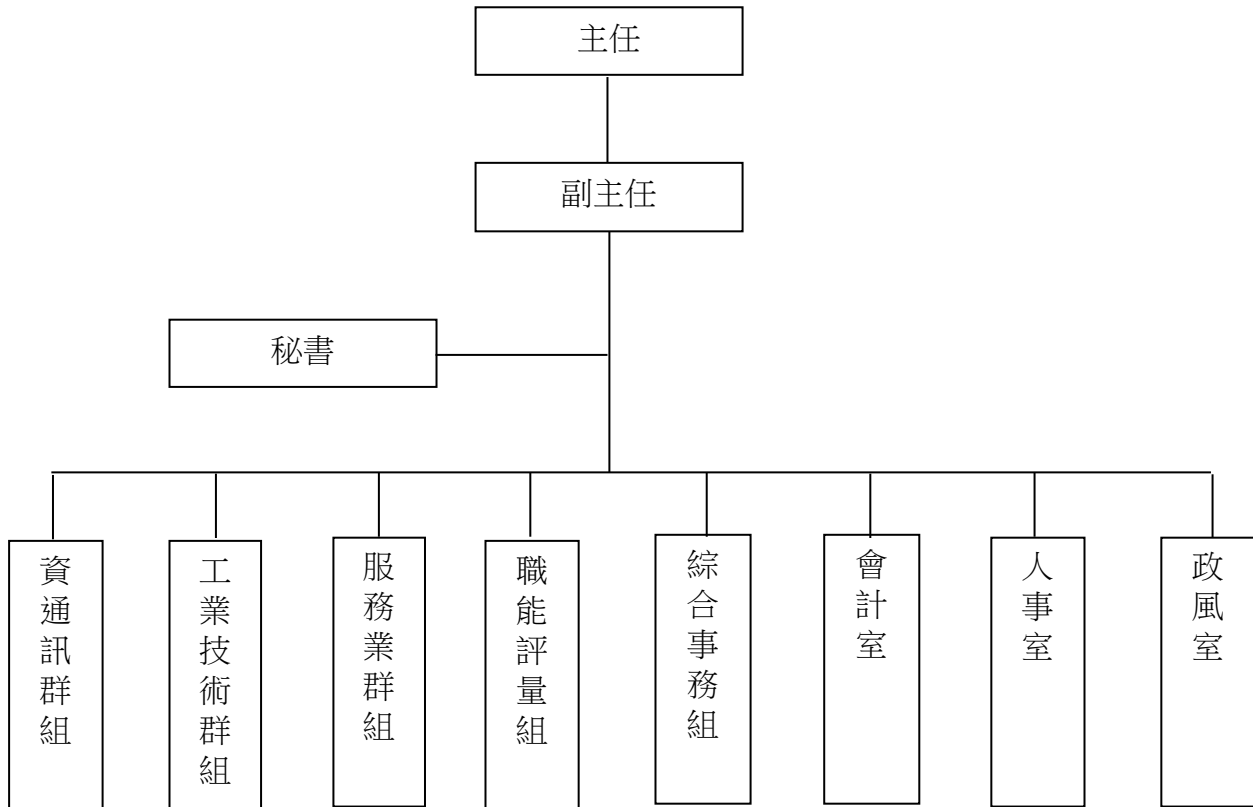 主任
副主任
秘書
資通訊群組
工業技術群組
服務業群組
職能評量組
綜合事務組
會計室
人事室
政風室